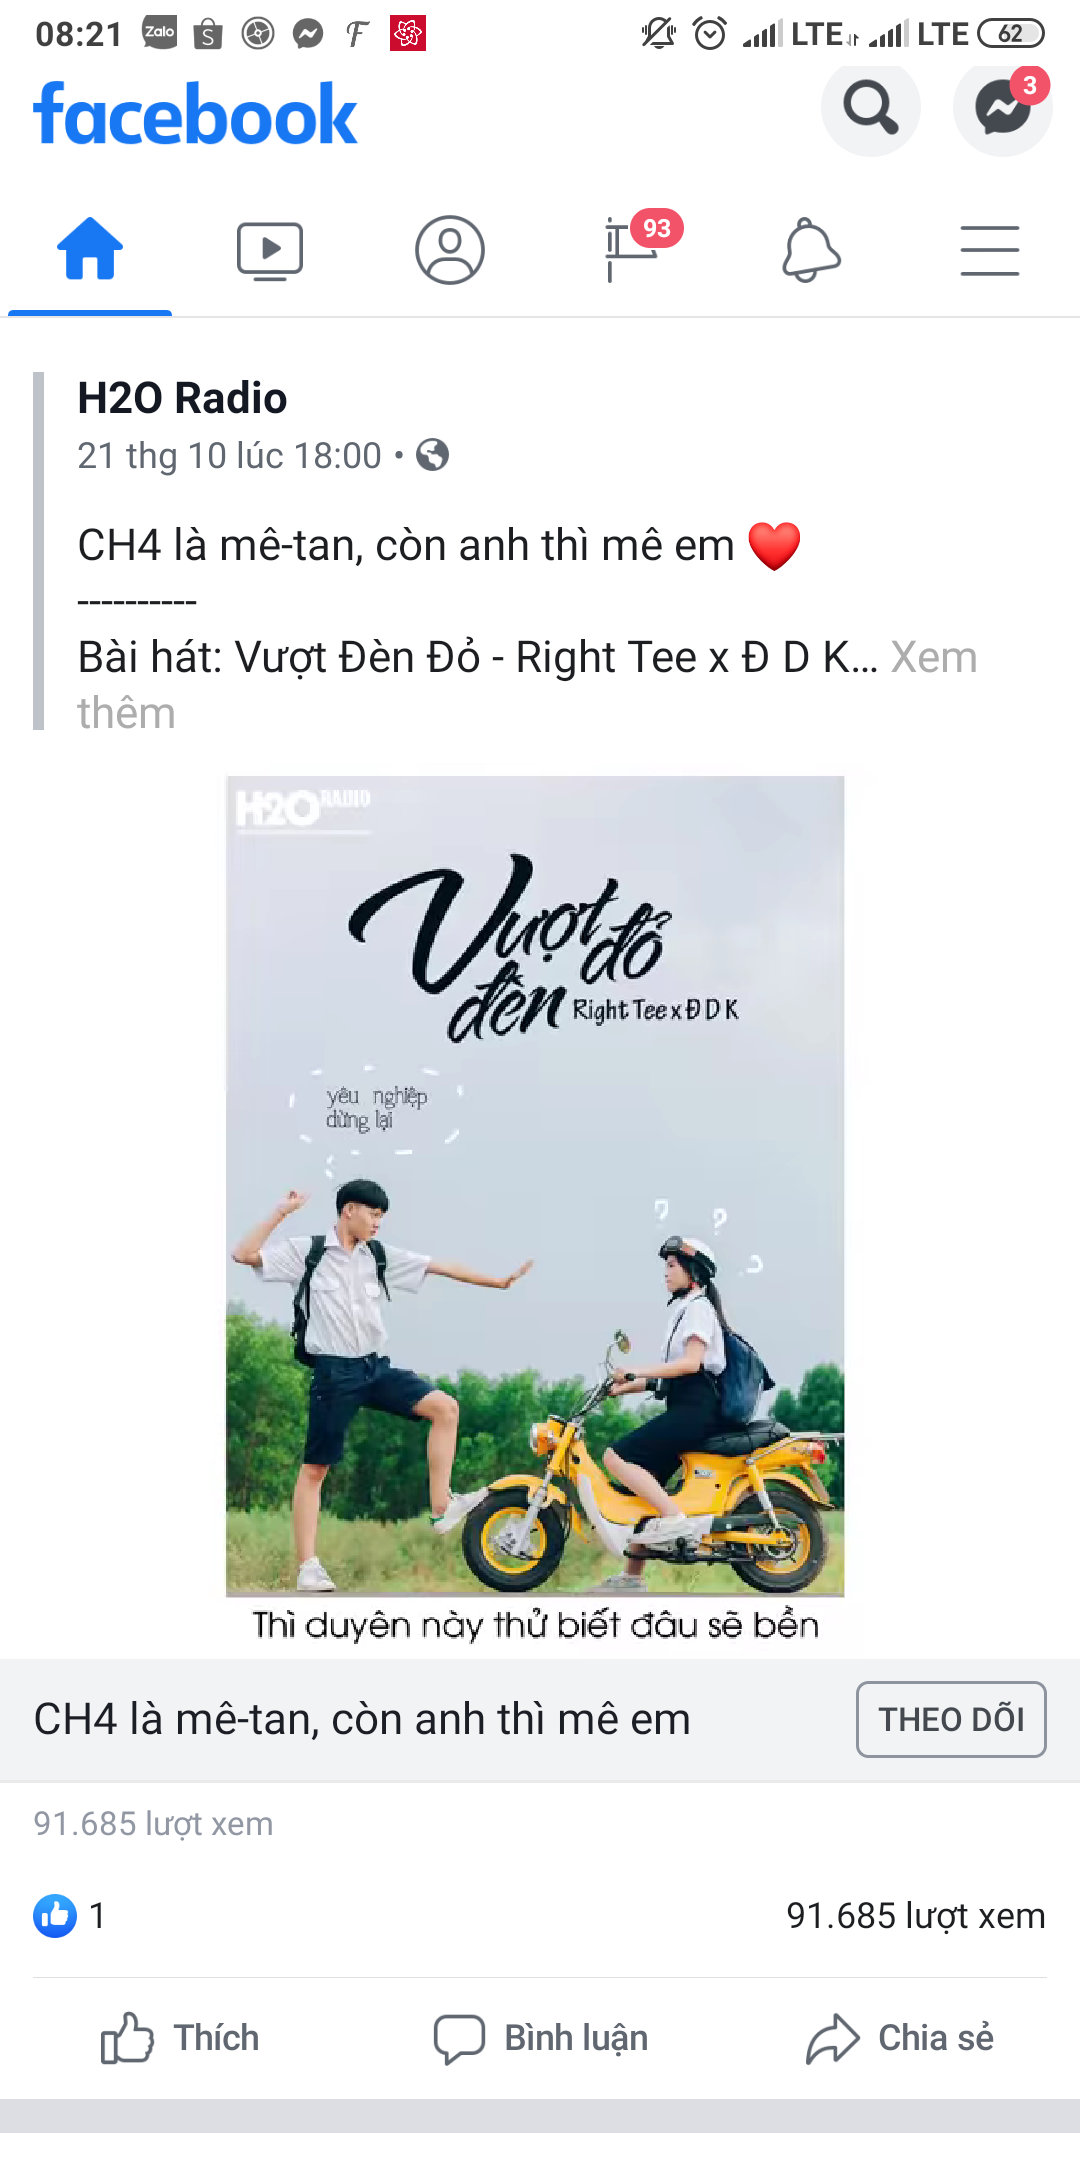 08:21 Zalo LTE LTE 62
facebook 3
93
H2O Radio
21 thg 10 lúc 18:00 •
CH4 là mê-tan, còn anh thì mê em ❤️
----------
Bài hát: Vượt Đèn Đỏ - Right Tee x Đ D K... Xem
thêm
H2O RADIO
Vượt
đèn đỏ
Right Tee x Đ D K
yêu nghiệp
dừng lại
? ?
?
Thì duyên này thử biết đâu sẽ bền
CH4 là mê-tan, còn anh thì mê em THEO DÕI
91.685 lượt xem
1 91.685 lượt xem
Thích Bình luận Chia sẻ